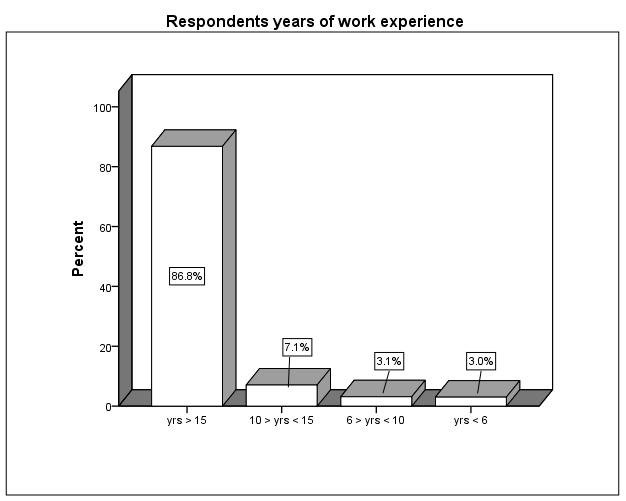 Respondents years of work experience
Percent
100
80
60
40
20
0
86.8%
7.1%
3.1%
3.0%
yrs > 15
10 > yrs < 15
6 > yrs < 10
yrs < 6